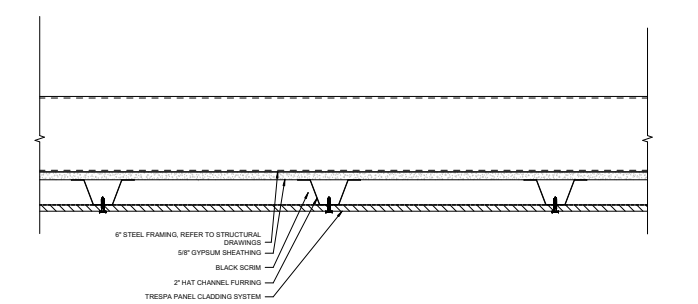 6" STEEL FRAMING, REFER TO STRUCTURAL
DRAWINGS
5/8" GYPSUM SHEATHING
BLACK SCRIM
2" HAT CHANNEL FURRING
TRESPA PANEL CLADDING SYSTEM